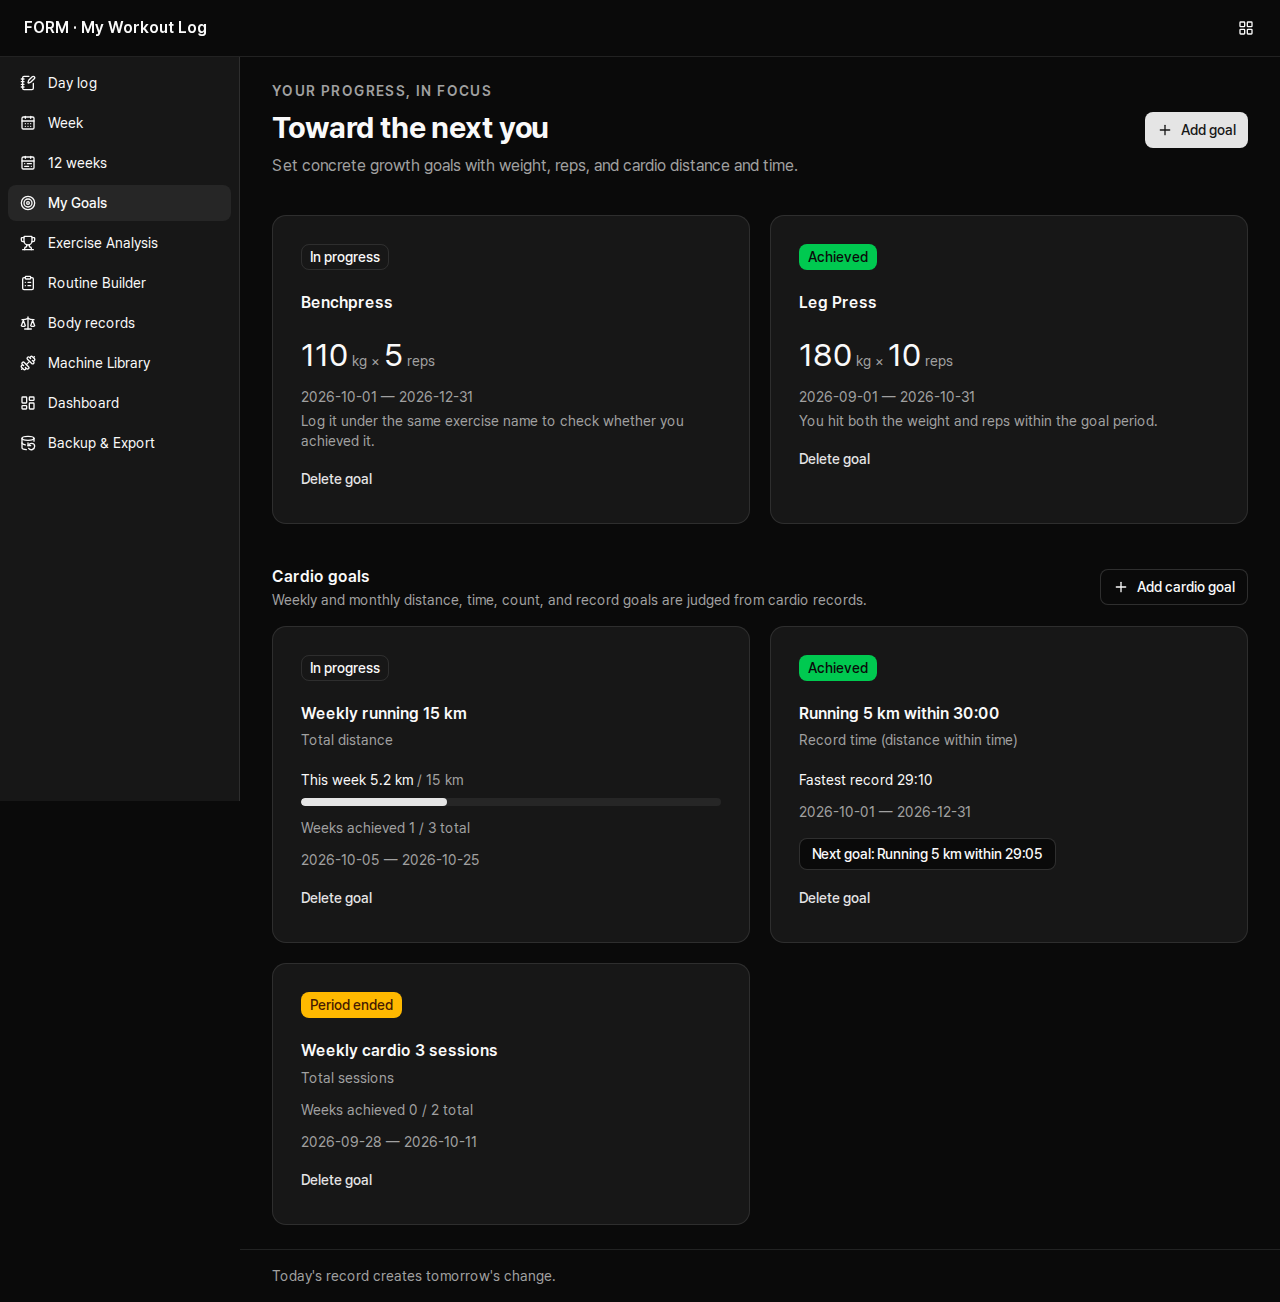 FORM · My Workout Log
Day log
Week
12 weeks
My Goals
Exercise Analysis
Routine Builder
Body records
Machine Library
Dashboard
Backup & Export
YOUR PROGRESS, IN FOCUS
Toward the next you
Set concrete growth goals with weight, reps, and cardio distance and time.
Add goal
In progress
Benchpress
110 kg × 5 reps
2026-10-01 — 2026-12-31
Log it under the same exercise name to check whether you
achieved it.
Delete goal
Achieved
Leg Press
180 kg × 10 reps
2026-09-01 — 2026-10-31
You hit both the weight and reps within the goal period.
Delete goal
Cardio goals
Weekly and monthly distance, time, count, and record goals are judged from cardio records.
Add cardio goal
In progress
Weekly running 15 km
Total distance
This week 5.2 km / 15 km
Weeks achieved 1 / 3 total
2026-10-05 — 2026-10-25
Delete goal
Achieved
Running 5 km within 30:00
Record time (distance within time)
Fastest record 29:10
2026-10-01 — 2026-12-31
Next goal: Running 5 km within 29:05
Delete goal
Period ended
Weekly cardio 3 sessions
Total sessions
Weeks achieved 0 / 2 total
2026-09-28 — 2026-10-11
Delete goal
Today's record creates tomorrow's change.